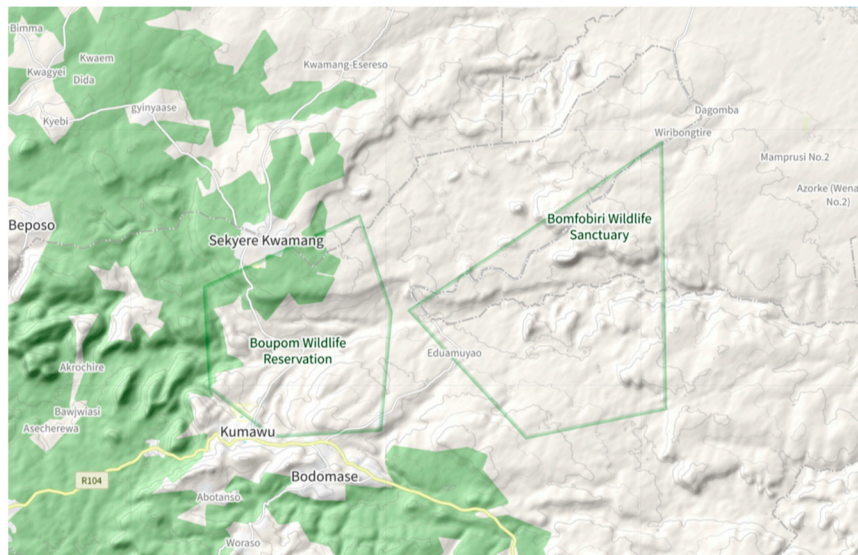 Bimma
Kwaem
Kwagyei
Dida
Kwamang-Esereso
Kyebi
gyinyaase
Dagomba
Wiribongtire
Mamprusi No.2
Azorke (Wena
No.2)
Beposo
Sekyere Kwamang
Bomfobiri Wildlife
Sanctuary
Boupom Wildlife
Reservation
Eduamuyao
Akrochire
Bawjwiasi
Asecherewa
Kumawu
R104
Bodomase
Abotanso
Woraso